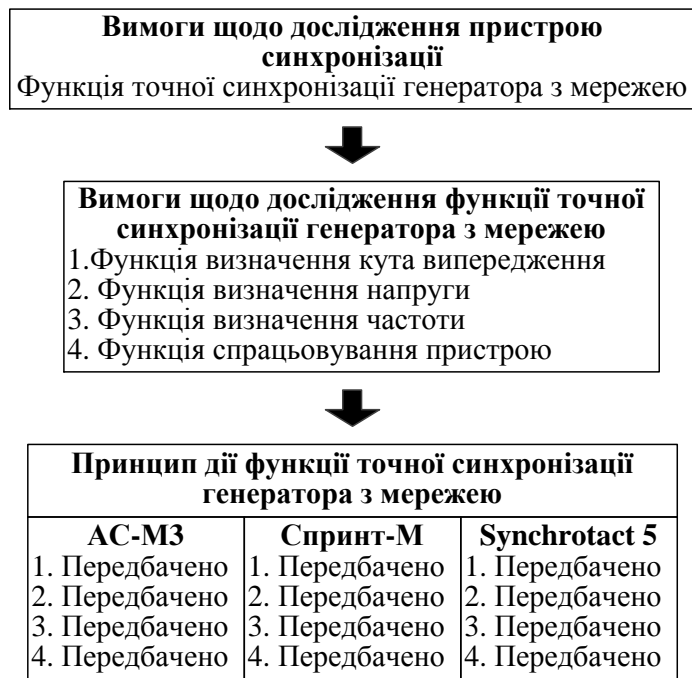 Вимоги щодо дослідження пристрою
синхронізації
Функція точної синхронізації генератора з мережею
Вимоги щодо дослідження функції точної
синхронізації генератора з мережею
1.Функція визначення кута випередження
2. Функція визначення напруги
3. Функція визначення частоти
4. Функція спрацьовування пристрою
Принцип дії функції точної синхронізації
генератора з мережею
АС-М3
1. Передбачено
2. Передбачено
3. Передбачено
4. Передбачено
Спринт-М
1. Передбачено
2. Передбачено
3. Передбачено
4. Передбачено
Synchrotact 5
1. Передбачено
2. Передбачено
3. Передбачено
4. Передбачено